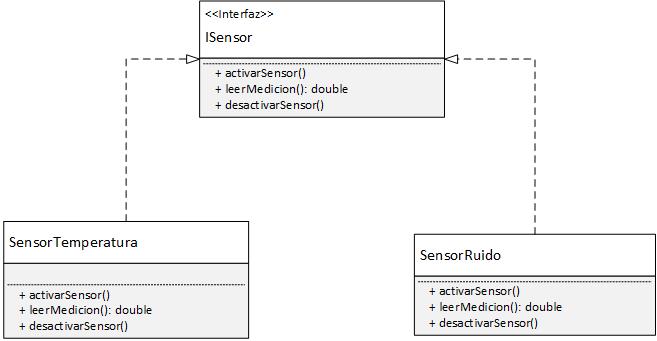 <<Interfaz>>
ISensor
+ activarSensor()
+ leerMedicion(): double
+ desactivarSensor()
SensorTemperatura
+ activarSensor()
+ leerMedicion(): double
+ desactivarSensor()
SensorRuido
+ activarSensor()
+ leerMedicion(): double
+ desactivarSensor()